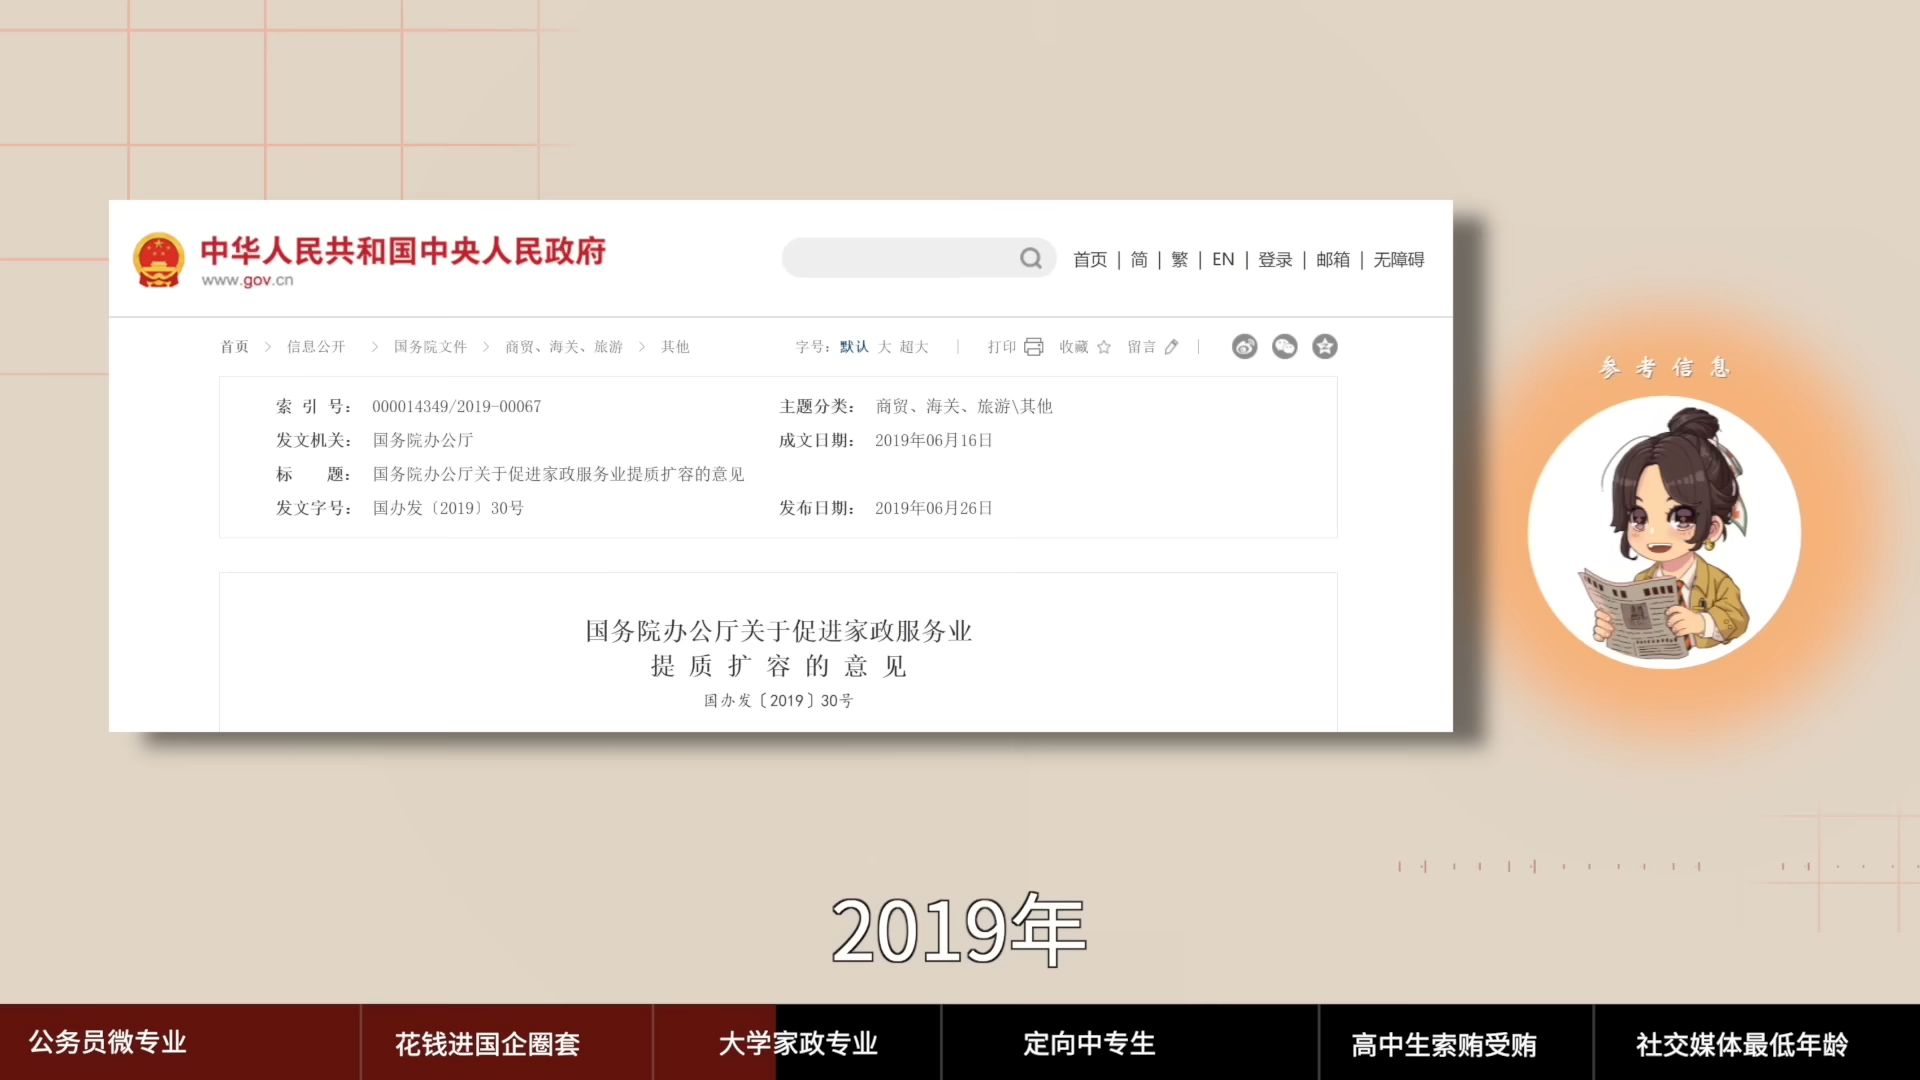 中华人民共和国中央人民政府
www.gov.cn
首页 | 简 | 繁 | EN | 登录 | 邮箱 | 无障碍
首页 > 信息公开 > 国务院文件 > 商贸、海关、旅游 > 其他
字号：默认 大 超大 | 打印 收藏 留言 |
索引号： 000014349/2019-00067
主题分类： 商贸、海关、旅游\其他
发文机关： 国务院办公厅
成文日期： 2019年06月16日
标题： 国务院办公厅关于促进家政服务业提质扩容的意见
发文字号： 国办发〔2019〕30号
发布日期： 2019年06月26日
国务院办公厅关于促进家政服务业
提质扩容的意见
国办发〔2019〕30号
参考信息
2019年
公务员微专业
花钱进国企圈套
大学家政专业
定向中专生
高中生索贿受贿
社交媒体最低年龄